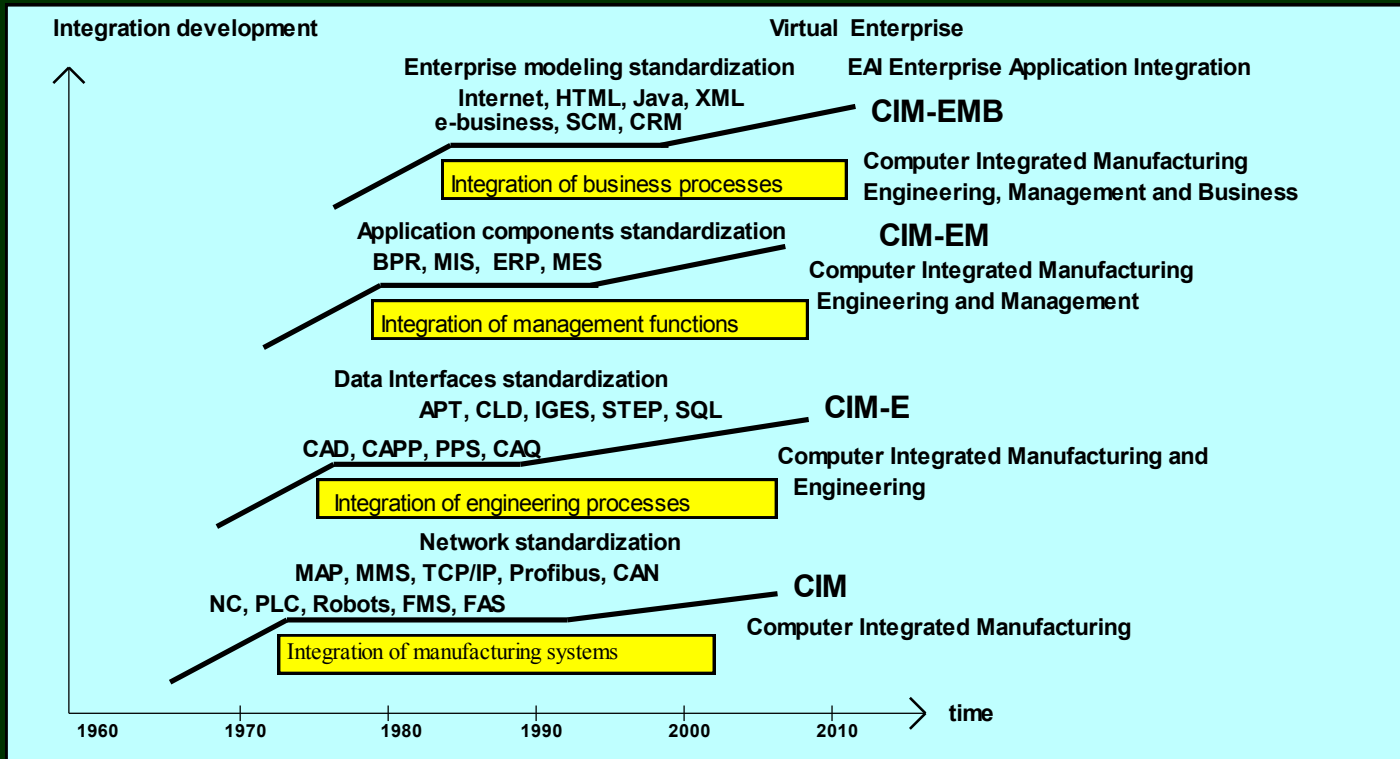 Integration development
Virtual Enterprise
Enterprise modeling standardization
EAI Enterprise Application Integration
Internet, HTML, Java, XML
e-business, SCM, CRM
CIM-EMB
Integration of business processes
Computer Integrated Manufacturing
Engineering, Management and Business
Application components standardization
BPR, MIS, ERP, MES
CIM-EM
Computer Integrated Manufacturing
Engineering and Management
Integration of management functions
Data Interfaces standardization
APT, CLD, IGES, STEP, SQL
CIM-E
CAD, CAPP, PPS, CAQ
Computer Integrated Manufacturing and
Engineering
Integration of engineering processes
Network standardization
MAP, MMS, TCP/IP, Profibus, CAN
NC, PLC, Robots, FMS, FAS
CIM
Computer Integrated Manufacturing
Integration of manufacturing systems
time
1960 1970 1980 1990 2000 2010